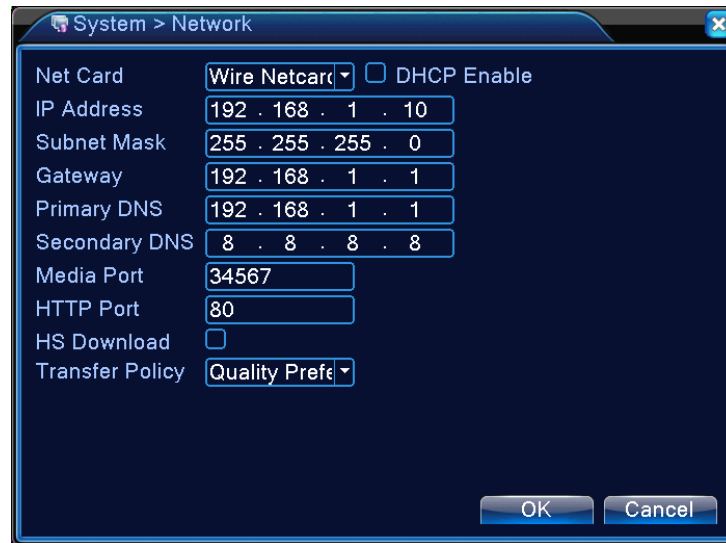 System > Network
Net Card Wire Netcar DHCP Enable
IP Address 192 . 168 . 1 . 10
Subnet Mask 255 . 255 . 255 . 0
Gateway 192 . 168 . 1 . 1
Primary DNS 192 . 168 . 1 . 1
Secondary DNS 8 . 8 . 8 . 8
Media Port 34567
HTTP Port 80
HS Download
Transfer Policy Quality Prefe
OK Cancel